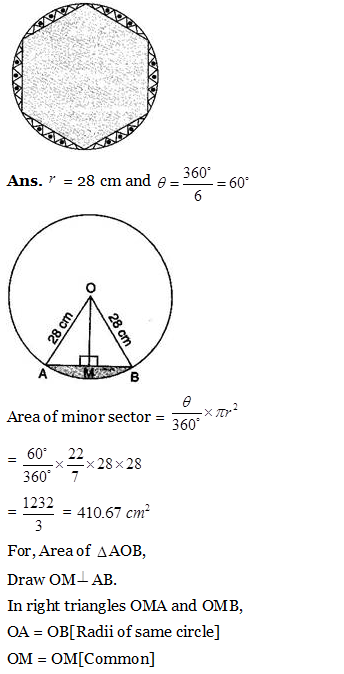 Ans. r = 28 cm and θ = 360°/6 = 60°
O
28 cm 28 cm
A M B
Area of minor sector = θ/360° × πr²
= 60°/360° × 22/7 × 28 × 28
= 1232/3 = 410.67 cm²
For, Area of △AOB,
Draw OM⊥AB.
In right triangles OMA and OMB,
OA = OB[Radii of same circle]
OM = OM[Common]